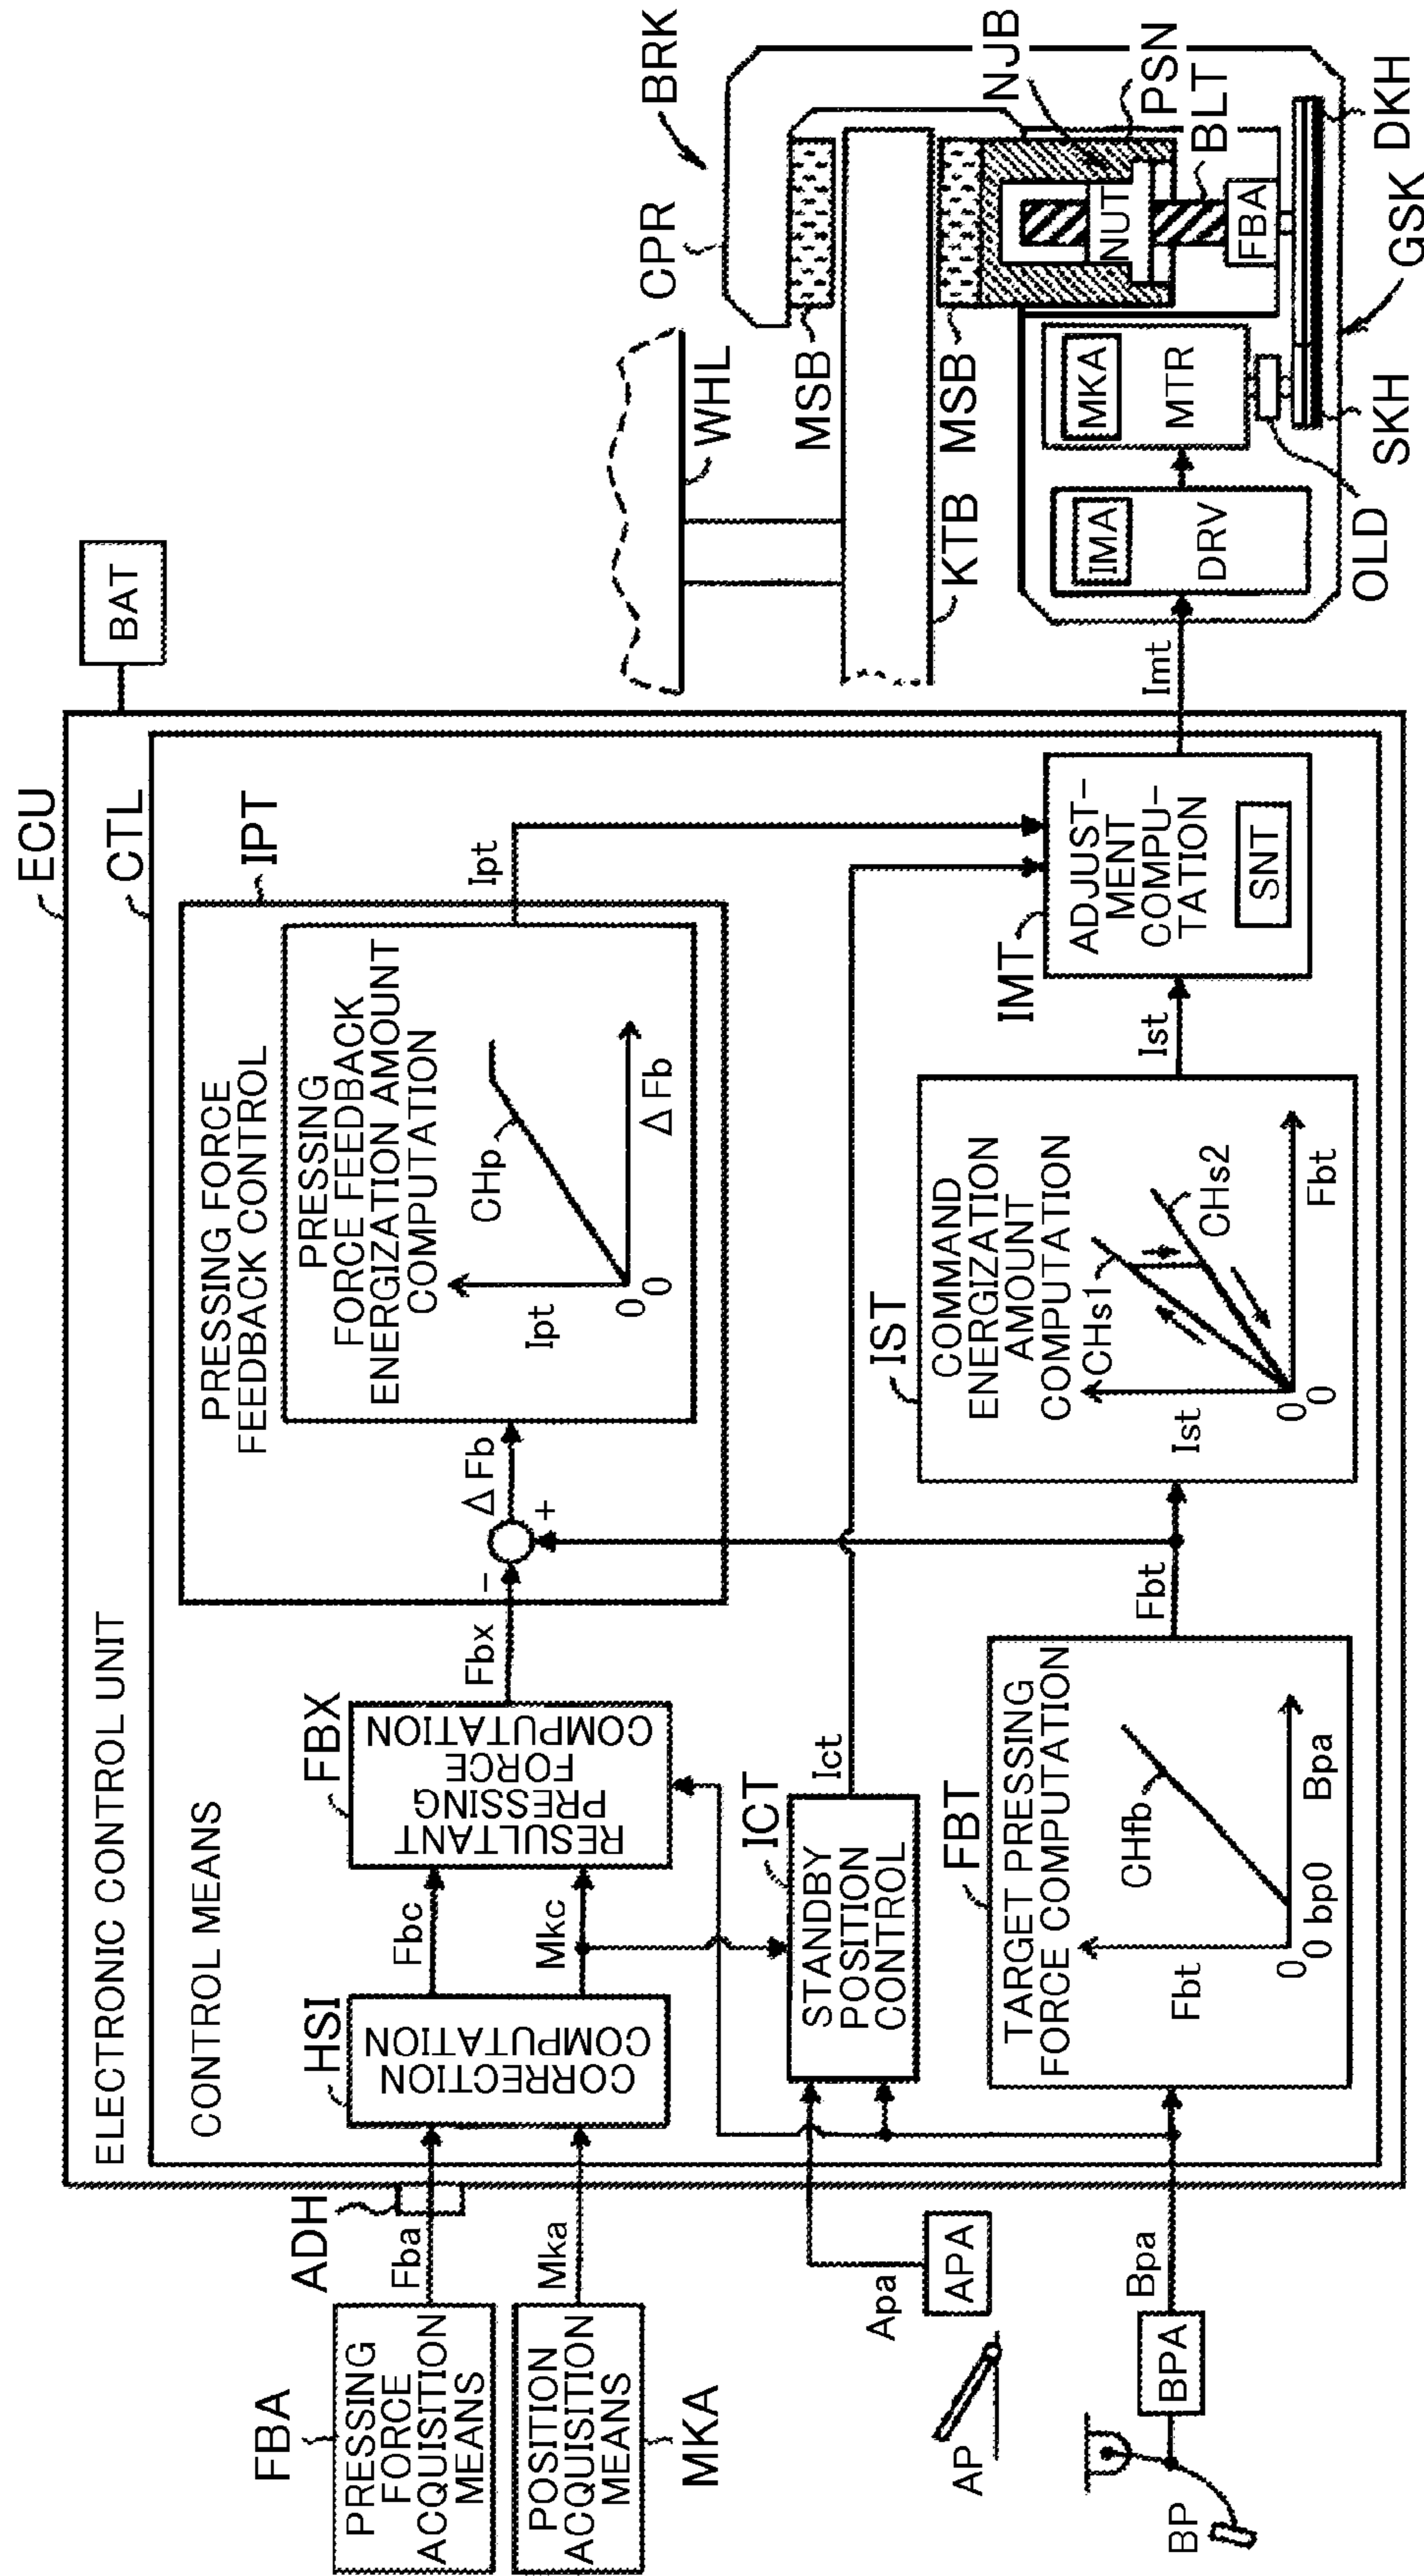 ECU
ELECTRONIC CONTROL UNIT
BAT
CTL
CONTROL MEANS
IPT
PRESSING FORCE
FEEDBACK CONTROL
PRESSING
FORCE FEEDBACK
ENERGIZATION AMOUNT
COMPUTATION
Ipt
CHp
0
0
ΔFb
Ipt
ΔFb
+
-
Fbx
FBX
RESULTANT
PRESSING
FORCE
COMPUTATION
Fbc
Mkc
HSI
CORRECTION
COMPUTATION
ADH
Fba
Mka
FBA
PRESSING
FORCE
ACQUISITION
MEANS
POSITION
ACQUISITION
MEANS
MKA
ICT
STANDBY
POSITION
CONTROL
Ict
Apa
APA
AP
FBT
TARGET PRESSING
FORCE COMPUTATION
Fbt
CHfb
0
0
bp0
Bpa
Bpa
BPA
BP
Fbt
IST
COMMAND
ENERGIZATION
AMOUNT
COMPUTATION
Ist
CHs1
CHs2
0
0
Fbt
Ist
IMT
ADJUST-
MENT
COMPU-
TATION
SNT
Imt
BRK
CPR
WHL
MSB
MSB
KTB
NJB
PSN
BLT
NUT
FBA
MKA
MTR
IMA
DRV
OLD
SKH
GSK
DKH